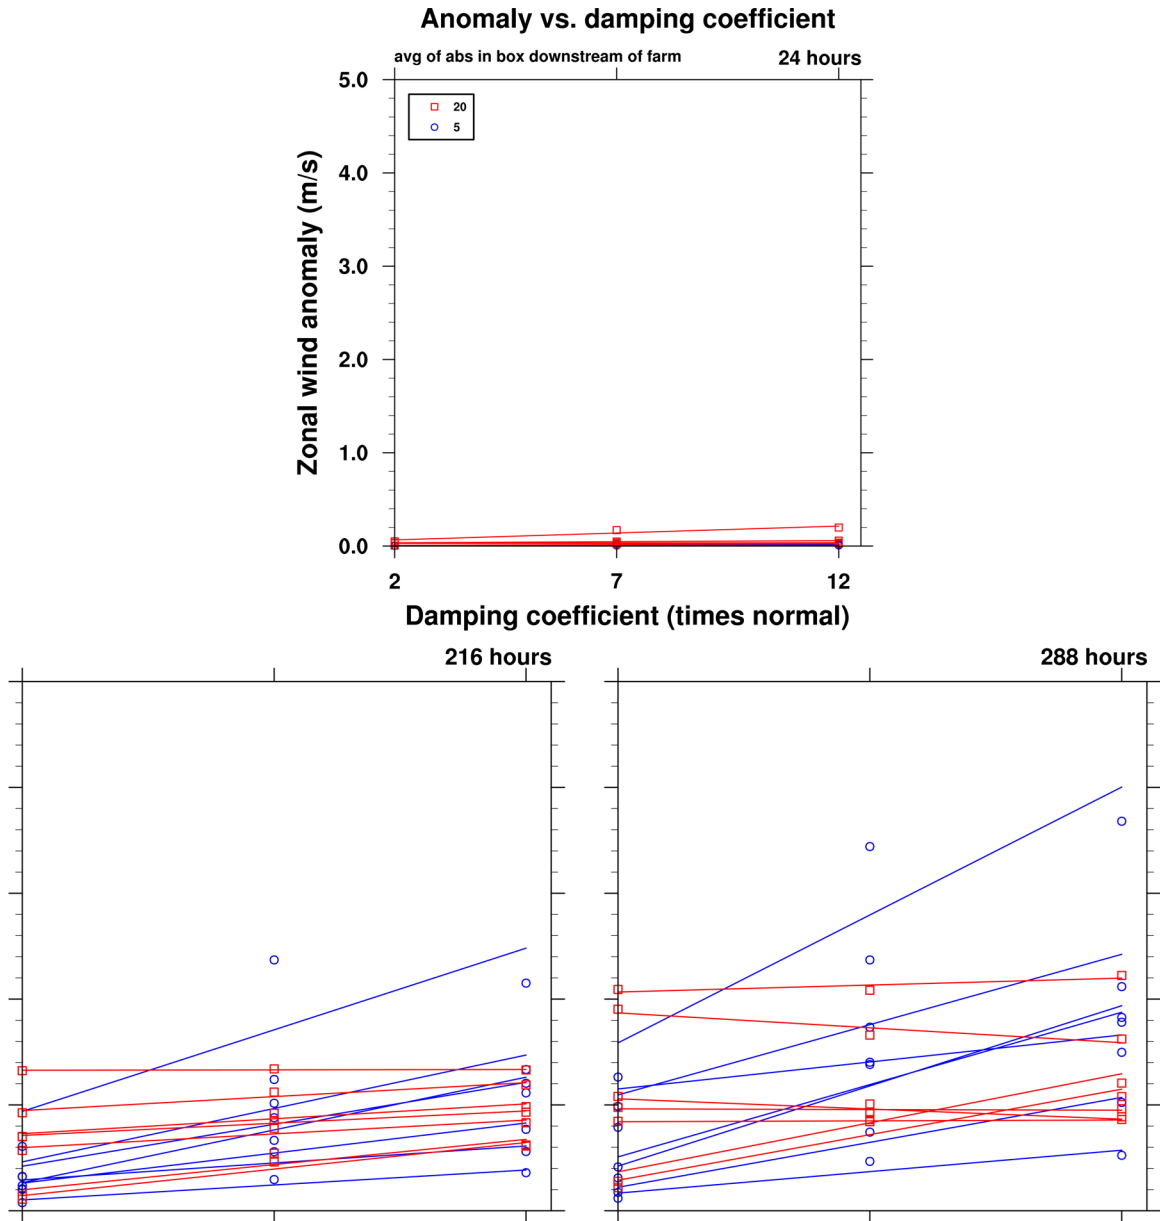 Anomaly vs. damping coefficient
avg of abs in box downstream of farm 24 hours
5.0
20
5
4.0
3.0
2.0
1.0
0.0
Zonal wind anomaly (m/s)
2 7 12
Damping coefficient (times normal)
216 hours 288 hours